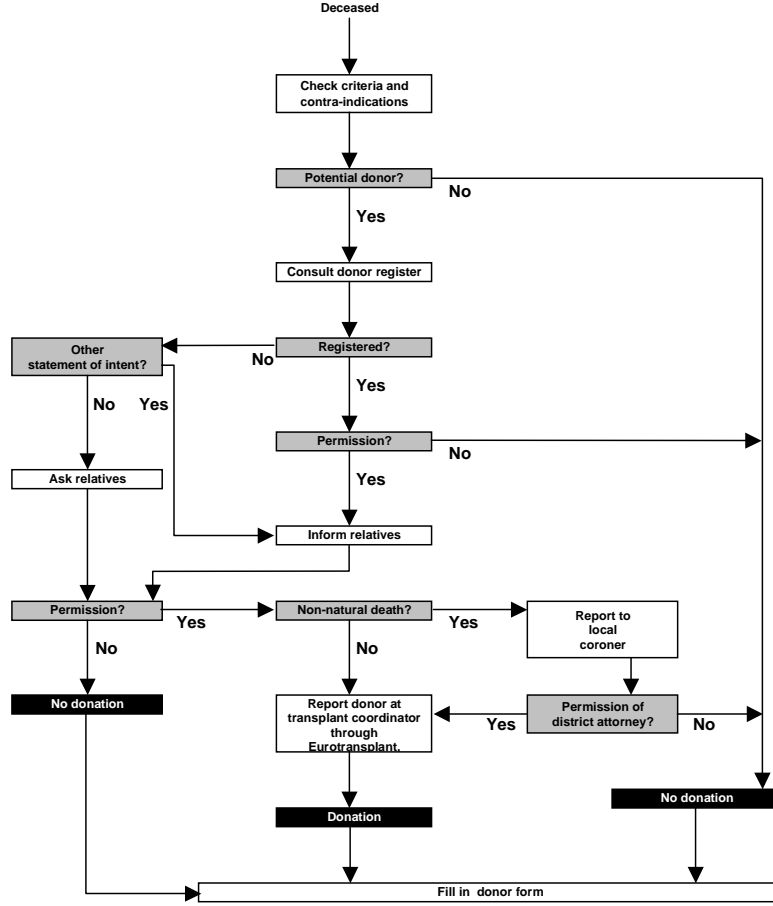 Deceased
Check criteria and
contra-indications
Potential donor?
No
Yes
Consult donor register
Other
statement of intent?
No
Registered?
No
Yes
Yes
Permission?
No
Ask relatives
Yes
Inform relatives
Permission?
Yes
Non-natural death?
Yes
Report to
local
coroner
No
No
No donation
Report donor at
transplant coordinator
through
Eurotransplant.
Yes
Permission of
district attorney?
No
No donation
Donation
Fill in donor form